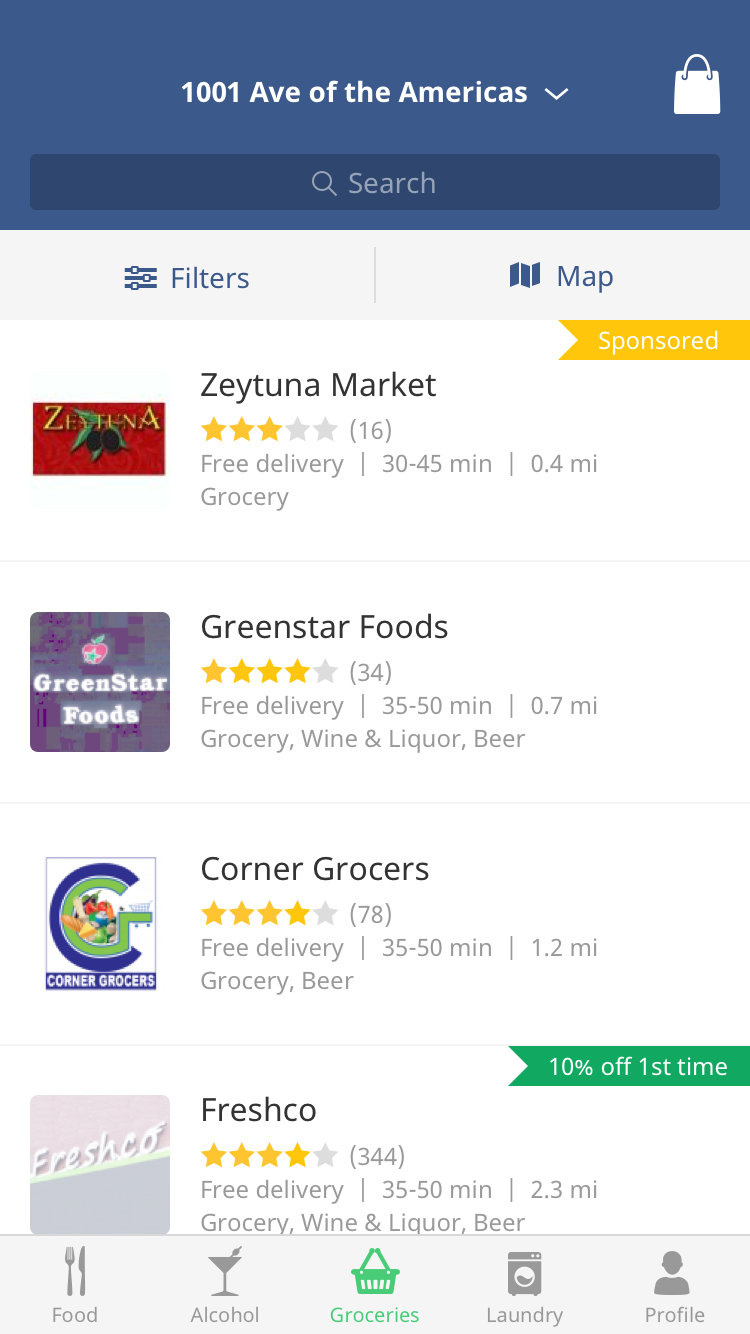 1001 Ave of the Americas
Search
Filters
Map
Sponsored
Zeytuna Market
ZEYTUNA
(16)
Free delivery | 30-45 min | 0.4 mi
Grocery
Greenstar Foods
GreenStar
Foods
(34)
Free delivery | 35-50 min | 0.7 mi
Grocery, Wine & Liquor, Beer
Corner Grocers
CG
CORNER GROCERS
(78)
Free delivery | 35-50 min | 1.2 mi
Grocery, Beer
10% off 1st time
Freshco
Freshco
(344)
Free delivery | 35-50 min | 2.3 mi
Grocery, Wine & Liquor, Beer
Food
Alcohol
Groceries
Laundry
Profile